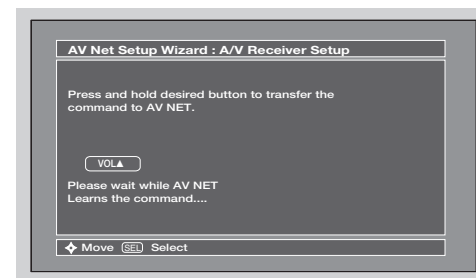 AV Net Setup Wizard : A/V Receiver Setup
Press and hold desired button to transfer the
command to AV NET.
VOL▲
Please wait while AV NET
Learns the command....
Move SEL Select